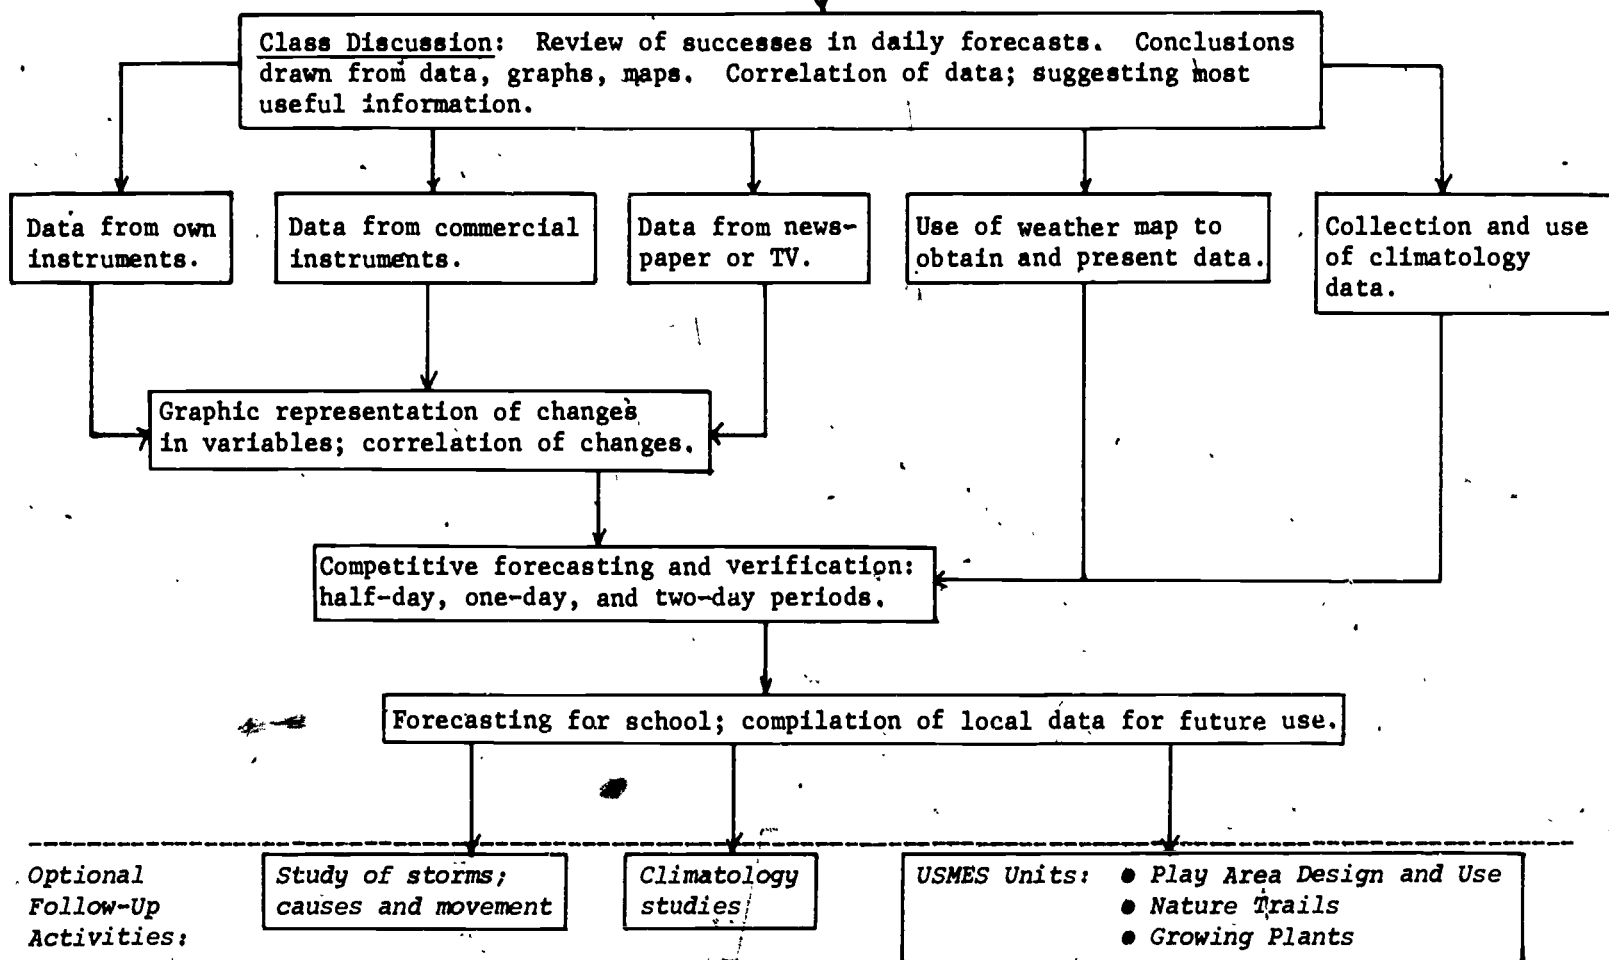 Class Discussion: Review of successes in daily forecasts. Conclusions
drawn from data, graphs, maps. Correlation of data; suggesting most
useful information.
Data from own
instruments.
Data from commercial
instruments.
Data from news-
paper or TV.
Use of weather map to
obtain and present data.
Collection and use
of climatology
data.
Graphic representation of changes
in variables; correlation of changes.
Competitive forecasting and verification:
half-day, one-day, and two-day periods.
Forecasting for school; compilation of local data for future use.
Optional
Follow-Up
Activities:
Study of storms;
causes and movement
Climatology
studies
USMES Units: ● Play Area Design and Use
● Nature Trails
● Growing Plants